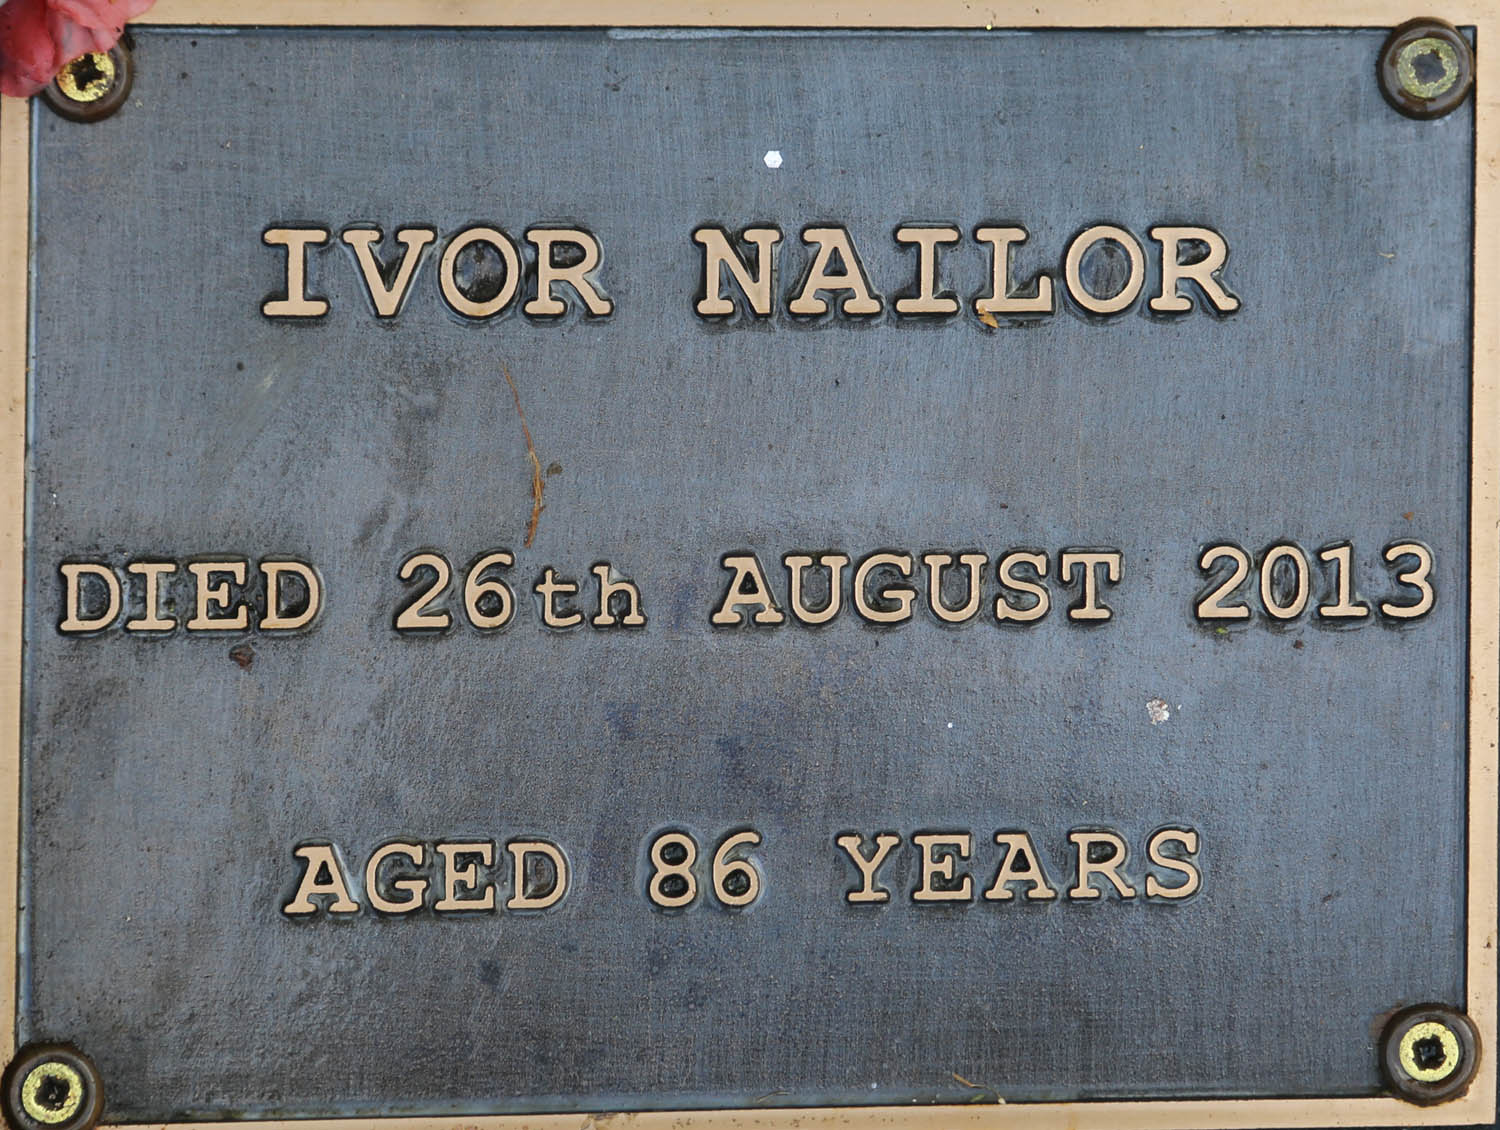 IVOR NAILOR
DIED 26th AUGUST 2013
AGED 86 YEARS